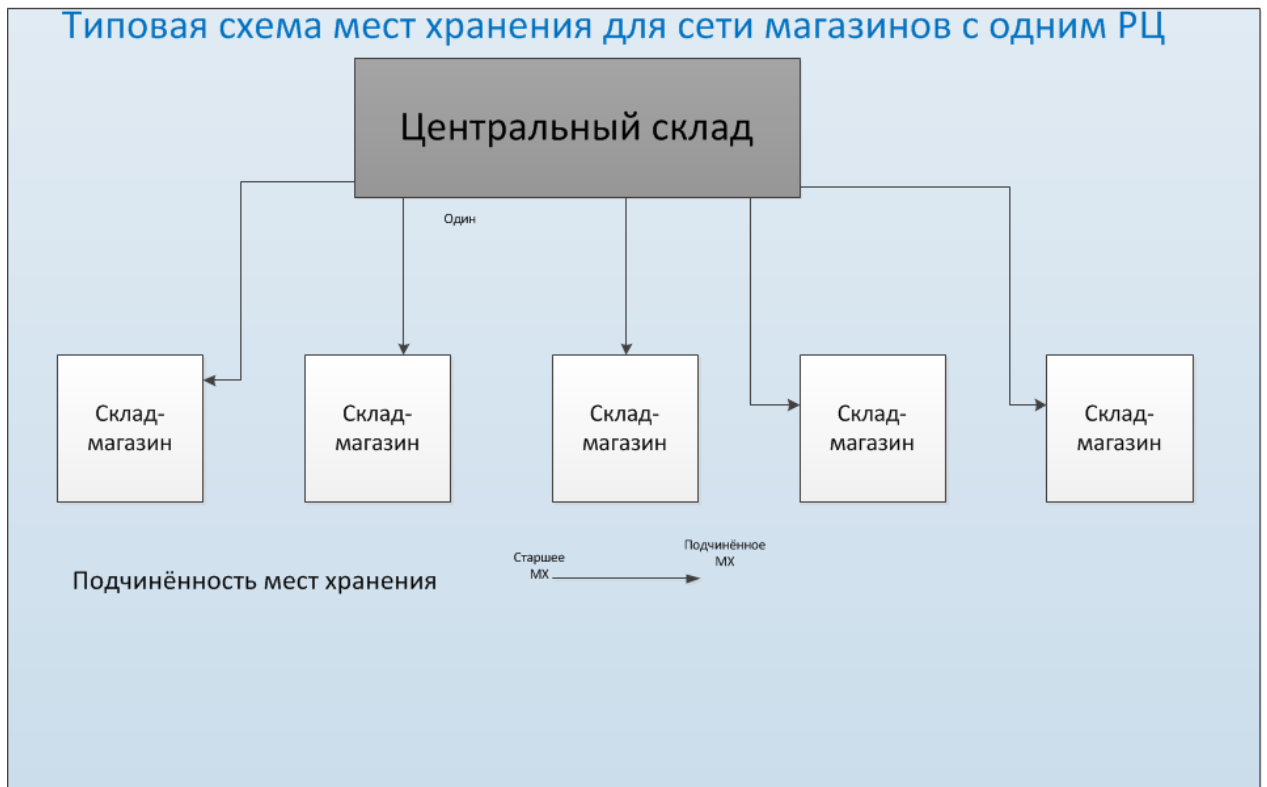 Типовая схема мест хранения для сети магазинов с одним РЦ
Центральный склад
Один
Склад-
магазин
Склад-
магазин
Склад-
магазин
Склад-
магазин
Склад-
магазин
Подчинённость мест хранения
Старшее
МХ
Подчинённое
МХ